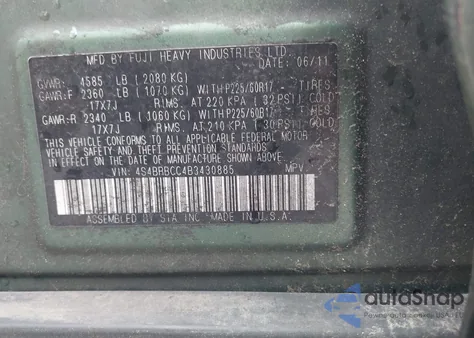 MFD BY FUJI HEAVY INDUSTRIES LTD.
DATE: 06/11
GVWR: 4585 LB (2080 KG)
GAWR:F 2360 LB (1070 KG) WITH P225/60R17 TIRES
17X7J RIMS, AT 220 KPA (32 PSI) COLD
GAWR:R 2340 LB (1060 KG) WITH P225/60R17 TIRES
17X7J RIMS, AT 210 KPA (30 PSI) COLD
THIS VEHICLE CONFORMS TO ALL APPLICABLE FEDERAL MOTOR
VEHICLE SAFETY AND THEFT PREVENTION STANDARDS
IN EFFECT ON THE DATE OF MANUFACTURE SHOWN ABOVE.
VIN: 4S4BRBCC4B3430885 MPV
ASSEMBLED BY SIA INC. MADE IN U.S.A.
autoSnap